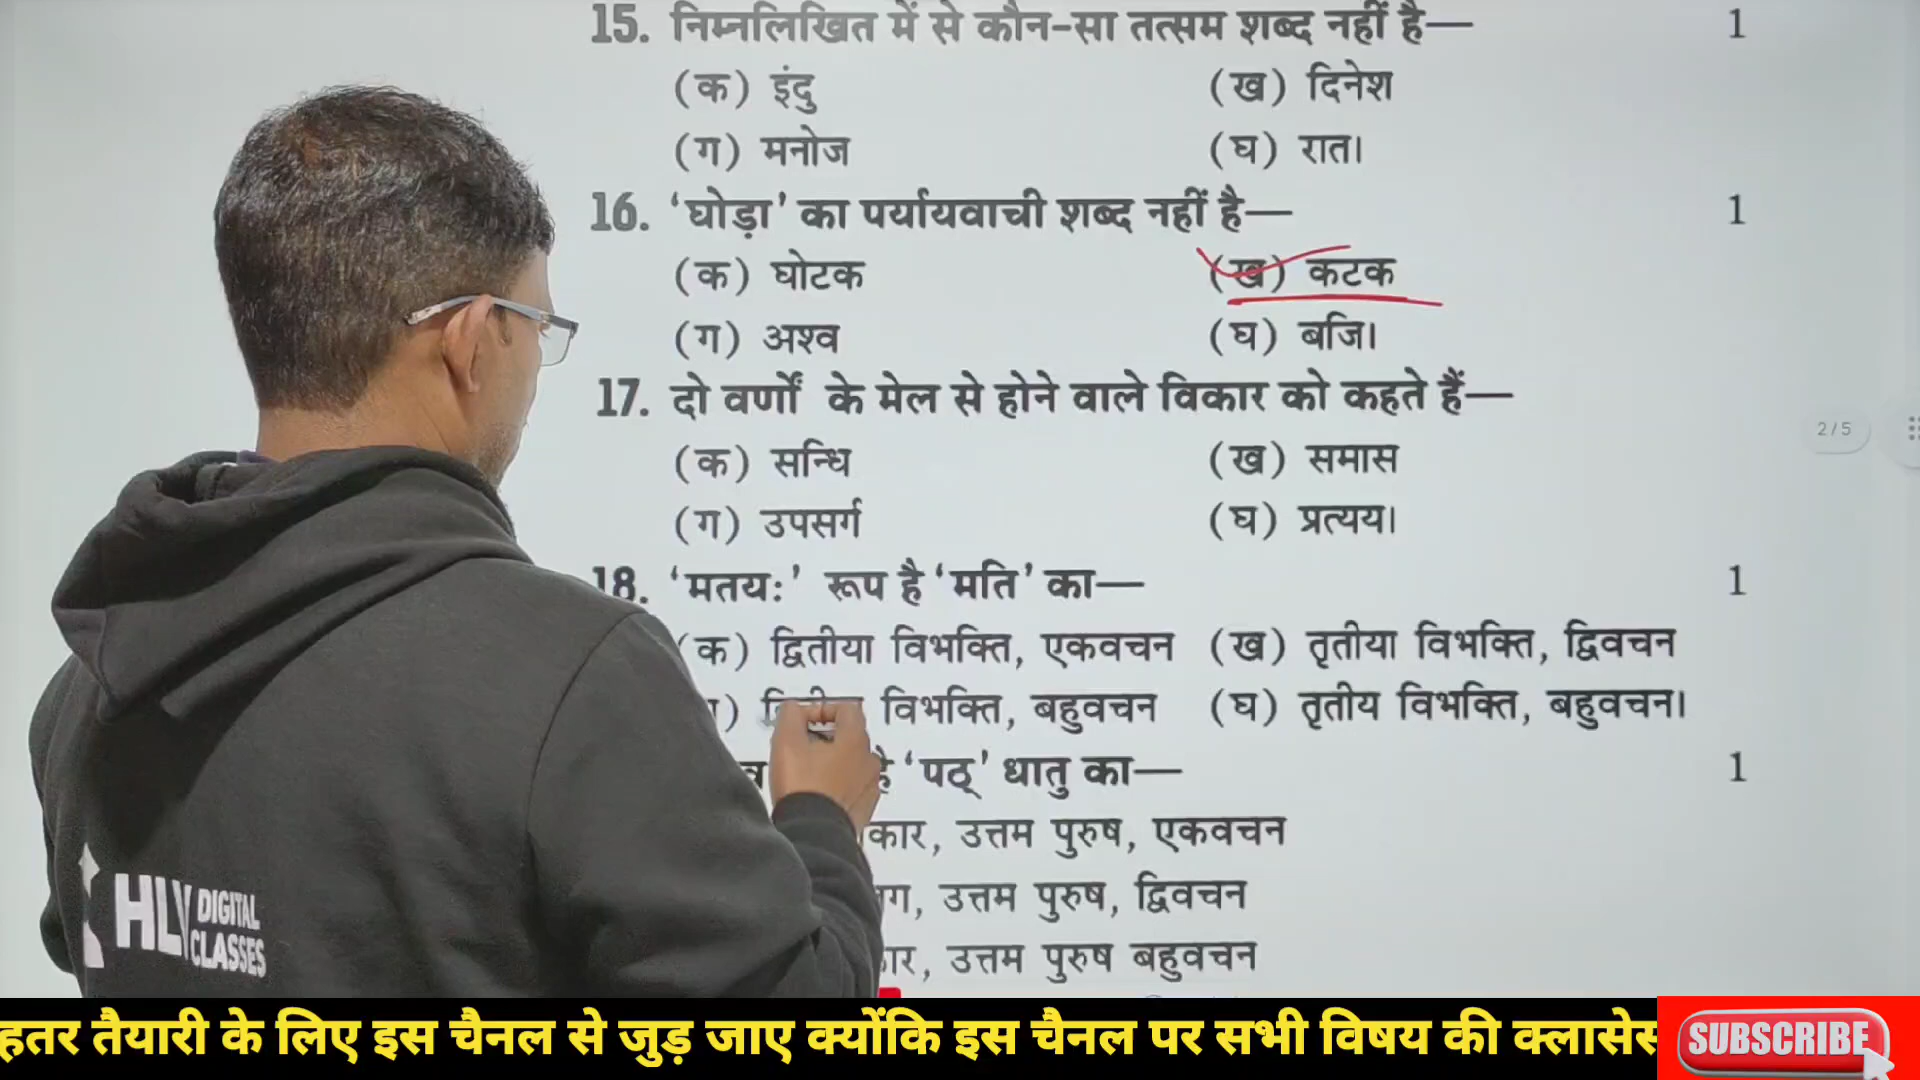 15. निम्नलिखित में से कौन-सा तत्सम शब्द नहीं है— 1
(क) इंदु (ख) दिनेश
(ग) मनोज (घ) रात।
16. ‘घोड़ा’ का पर्यायवाची शब्द नहीं है— 1
(क) घोटक (ख) कटक
(ग) अश्व (घ) बजि।
17. दो वर्णों के मेल से होने वाले विकार को कहते हैं—
2/5
(क) सन्धि (ख) समास
(ग) उपसर्ग (घ) प्रत्यय।
18. ‘मतयः’ रूप है ‘मति’ का— 1
(क) द्वितीया विभक्ति, एकवचन (ख) तृतीया विभक्ति, द्विवचन
विभक्ति, बहुवचन (घ) तृतीय विभक्ति, बहुवचन।
‘पठ्’ धातु का— 1
उत्तम पुरुष, एकवचन
उत्तम पुरुष, द्विवचन
उत्तम पुरुष बहुवचन
HLV DIGITAL
CLASSES
तैयारी के लिए इस चैनल से जुड़ जाए क्योंकि इस चैनल पर सभी विषय की
SUBSCRIBE